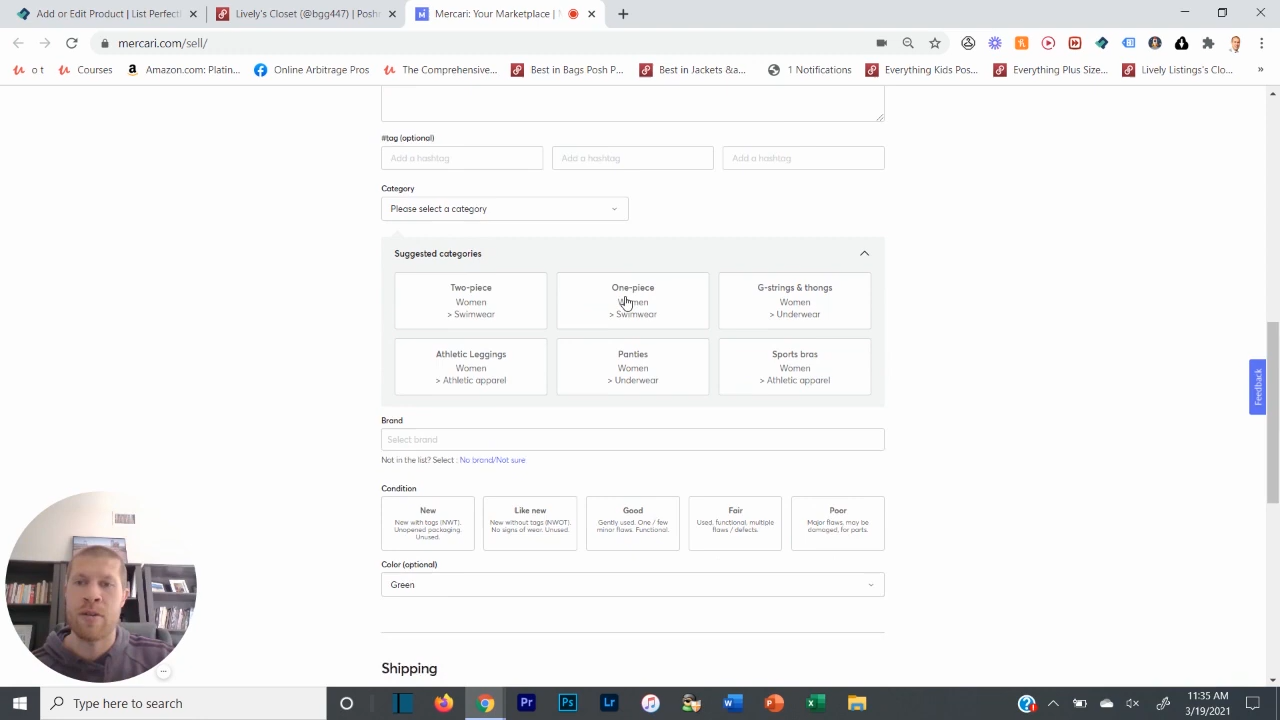 Add or Edit Product | List Perfect
Lively's Closet (@bgg447) | Poshr
Mercari: Your Marketplace |
mercari.com/sell/
o t
Courses
Amazon.com: Platin...
Online Arbitrage Pros
The Comprehensive...
Best in Bags Posh P...
Best in Jackets &a...
1 Notifications
Everything Kids Pos...
Everything Plus Size...
Lively Listings's Clo...
»
#tag (optional)
Add a hashtag
Add a hashtag
Add a hashtag
Category
Please select a category
Suggested categories
Two-piece
Women
> Swimwear
One-piece
Women
> Swimwear
G-strings & thongs
Women
> Underwear
Athletic Leggings
Women
> Athletic apparel
Panties
Women
> Underwear
Sports bras
Women
> Athletic apparel
Feedback
Brand
Select brand
Not in the list? Select : No brand/Not sure
Condition
New
New with tags (NWT).
Unopened packaging.
Unused.
Like new
New without tags (NWOT).
No signs of wear. Unused.
Good
Gently used. One / few
minor flaws. Functional.
Fair
Used, functional, multiple
flaws / defects.
Poor
Major flaws, may be
damaged, for parts.
Color (optional)
Green
Shipping
Type here to search
Pr
Ps
Lr
11:35 AM
3/19/2021